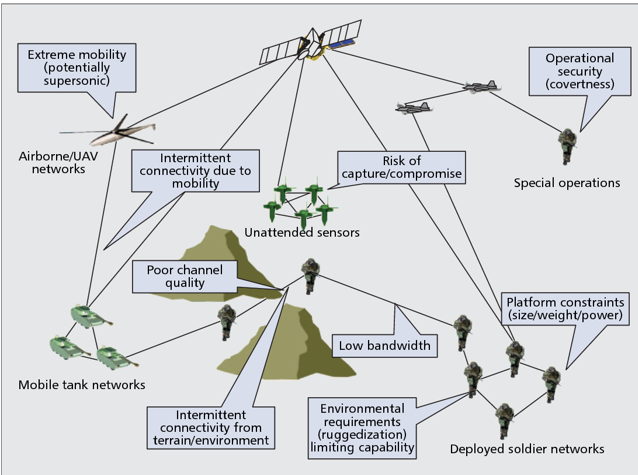 Extreme mobility
(potentially
supersonic)
Operational
security
(covertness)
Airborne/UAV
networks
Intermittent
connectivity due to
mobility
Risk of
capture/compromise
Special operations
Unattended sensors
Poor channel
quality
Platform constraints
(size/weight/power)
Low bandwidth
Mobile tank networks
Intermittent
connectivity from
terrain/environment
Environmental
requirements
(ruggedization)
limiting capability
Deployed soldier networks